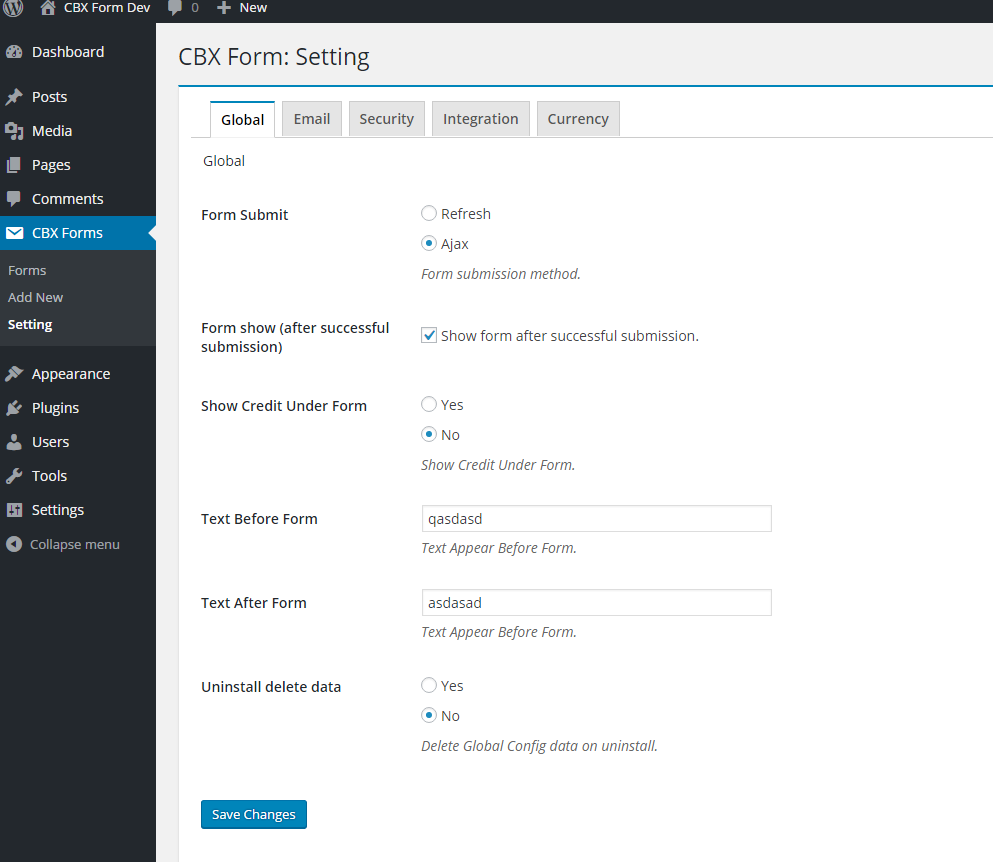 CBX Form Dev 0 New
Dashboard
Posts
Media
Pages
Comments
CBX Forms
Forms
Add New
Setting
Appearance
Plugins
Users
Tools
Settings
Collapse menu
CBX Form: Setting
Global Email Security Integration Currency
Global
Form Submit
Refresh
Ajax
Form submission method.
Form show (after successful
submission)
Show form after successful submission.
Show Credit Under Form
Yes
No
Show Credit Under Form.
Text Before Form
qasdasd
Text Appear Before Form.
Text After Form
asdasad
Text Appear Before Form.
Uninstall delete data
Yes
No
Delete Global Config data on uninstall.
Save Changes